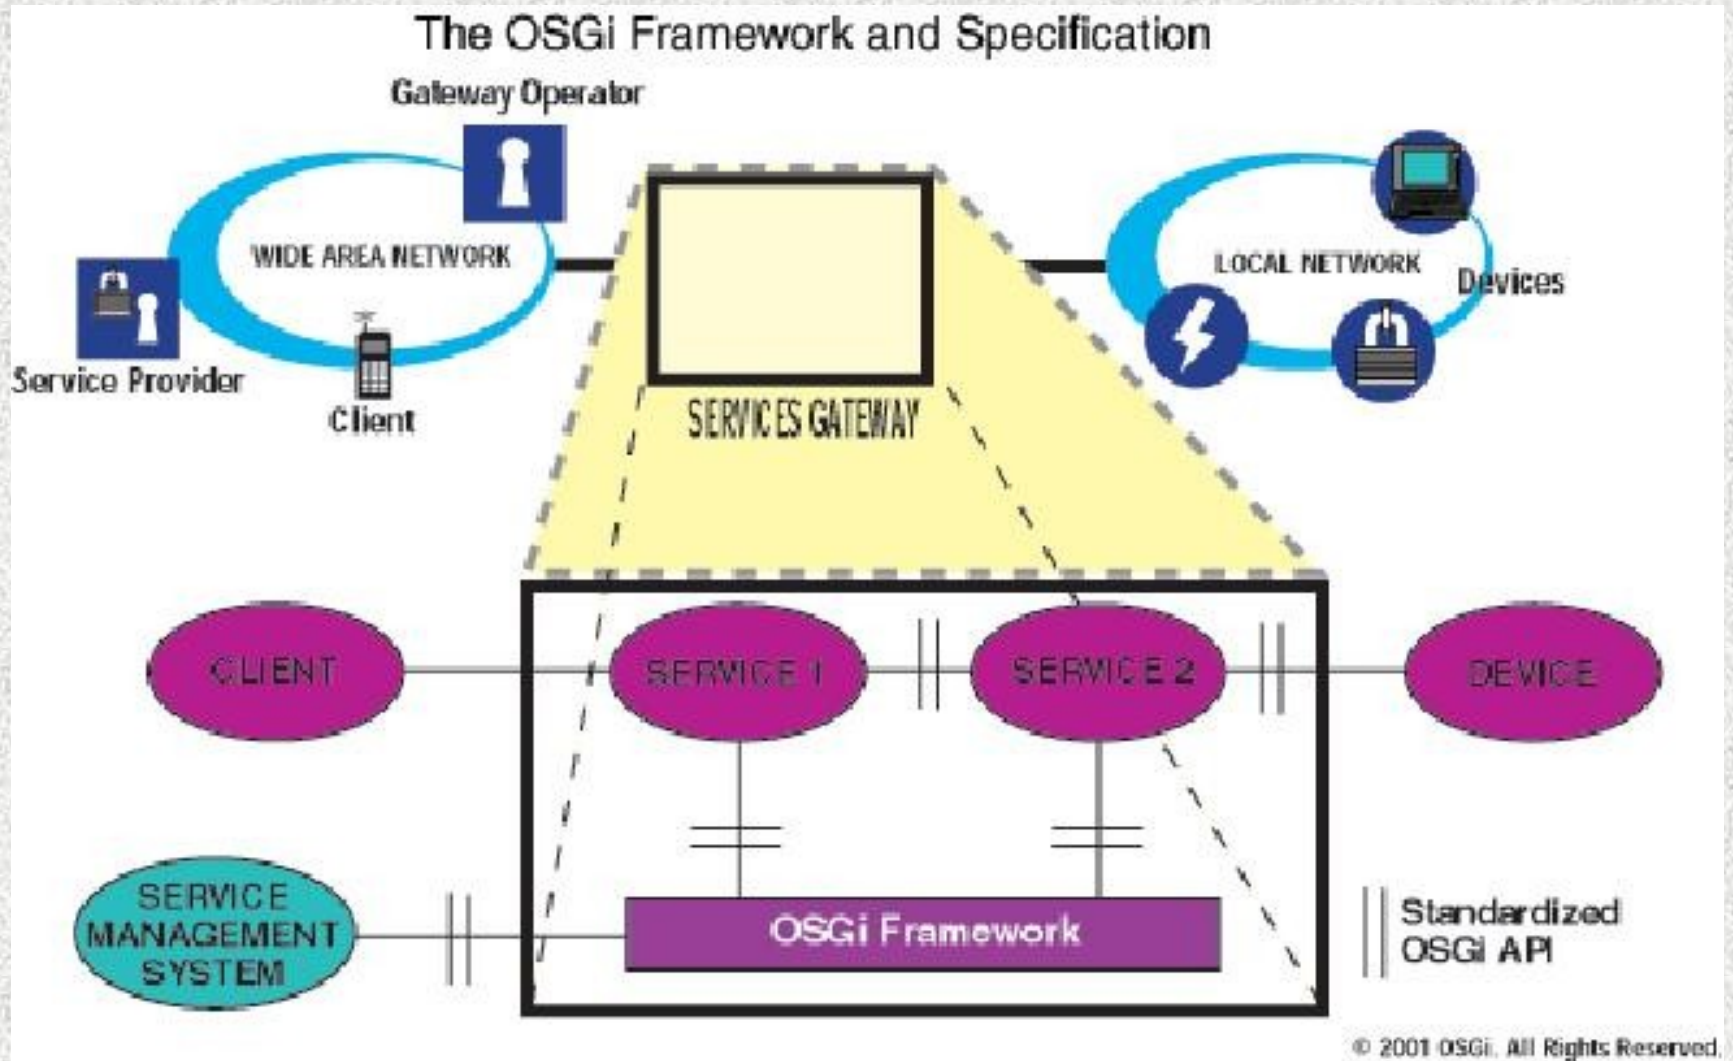 The OSGi Framework and Specification
Gateway Operator
WIDE AREA NETWORK
LOCAL NETWORK
Devices
Service Provider
Client
SERVICES GATEWAY
CLIENT
SERVICE 1
SERVICE 2
DEVICE
SERVICE
MANAGEMENT
SYSTEM
OSGi Framework
Standardized
OSGi API
© 2001 OSGi. All Rights Reserved.